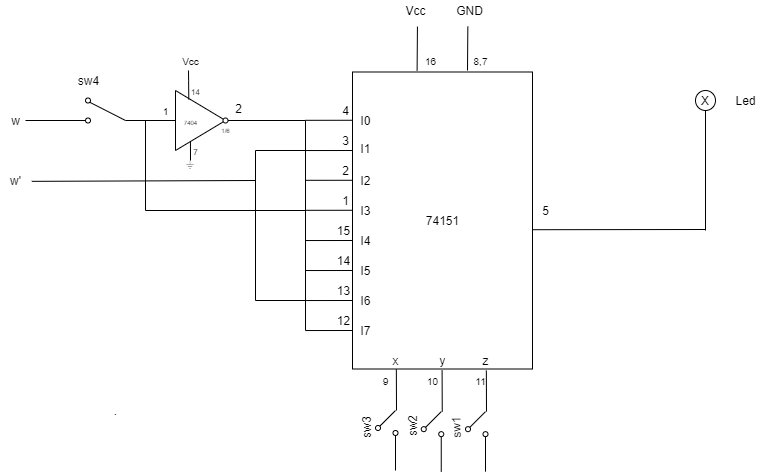 Vcc GND
16 8,7
Vcc
sw4
14
w
1
7404
2
1/6
7
w'
4 I0
3 I1
2 I2
1 I3
15 I4
14 I5
13 I6
12 I7
74151
5
X
Led
x y z
9 10 11
sw3 sw2 sw1